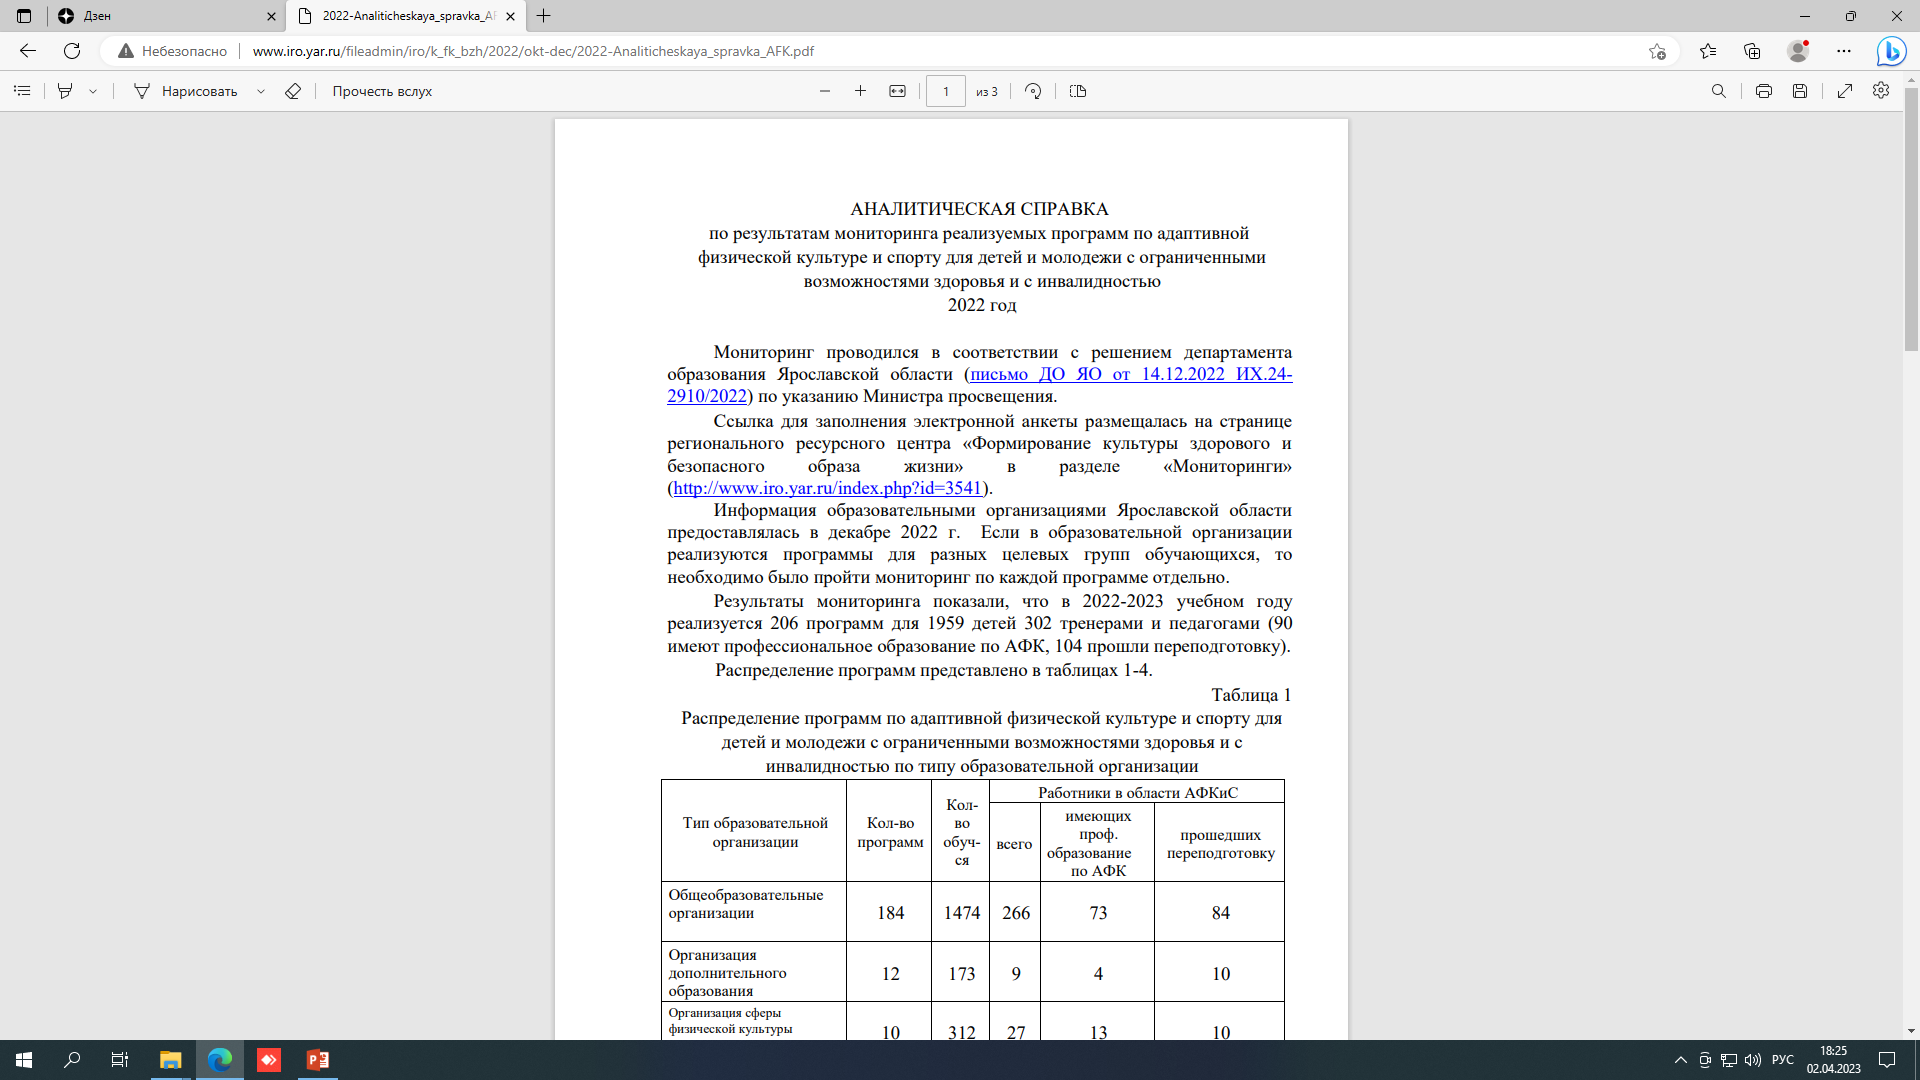 Дзен
2022-Analiticheskaya_spravka_AF
Небезопасно
www.iro.yar.ru/fileadmin/iro/k_fk_bzh/2022/okt-dec/2022-Analiticheskaya_spravka_AFK.pdf
Нарисовать
Прочесть вслух
1
из 3
АНАЛИТИЧЕСКАЯ СПРАВКА
по результатам мониторинга реализуемых программ по адаптивной
физической культуре и спорту для детей и молодежи с ограниченными
возможностями здоровья и с инвалидностью
2022 год
Мониторинг проводился в соответствии с решением департамента
образования Ярославской области (письмо ДО ЯО от 14.12.2022 ИХ.24-
2910/2022) по указанию Министра просвещения.
Ссылка для заполнения электронной анкеты размещалась на странице
регионального ресурсного центра «Формирование культуры здорового и
безопасного образа жизни» в разделе «Мониторинги»
(http://www.iro.yar.ru/index.php?id=3541).
Информация образовательными организациями Ярославской области
предоставлялась в декабре 2022 г. Если в образовательной организации
реализуются программы для разных целевых групп обучающихся, то
необходимо было пройти мониторинг по каждой программе отдельно.
Результаты мониторинга показали, что в 2022-2023 учебном году
реализуется 206 программ для 1959 детей 302 тренерами и педагогами (90
имеют профессиональное образование по АФК, 104 прошли переподготовку).
Распределение программ представлено в таблицах 1-4.
Таблица 1
Распределение программ по адаптивной физической культуре и спорту для
детей и молодежи с ограниченными возможностями здоровья и с
инвалидностью по типу образовательной организации
Тип образовательной
организации
Кол-во
программ
Кол-
во
обуч-
ся
Работники в области АФКиС
всего
имеющих
проф.
образование
по АФК
прошедших
переподготовку
Общеобразовательные
организации
184
1474
266
73
84
Организация
дополнительного
образования
12
173
9
4
10
Организация сферы
физической культуры
10
312
27
13
10
РУС
18:25
02.04.2023